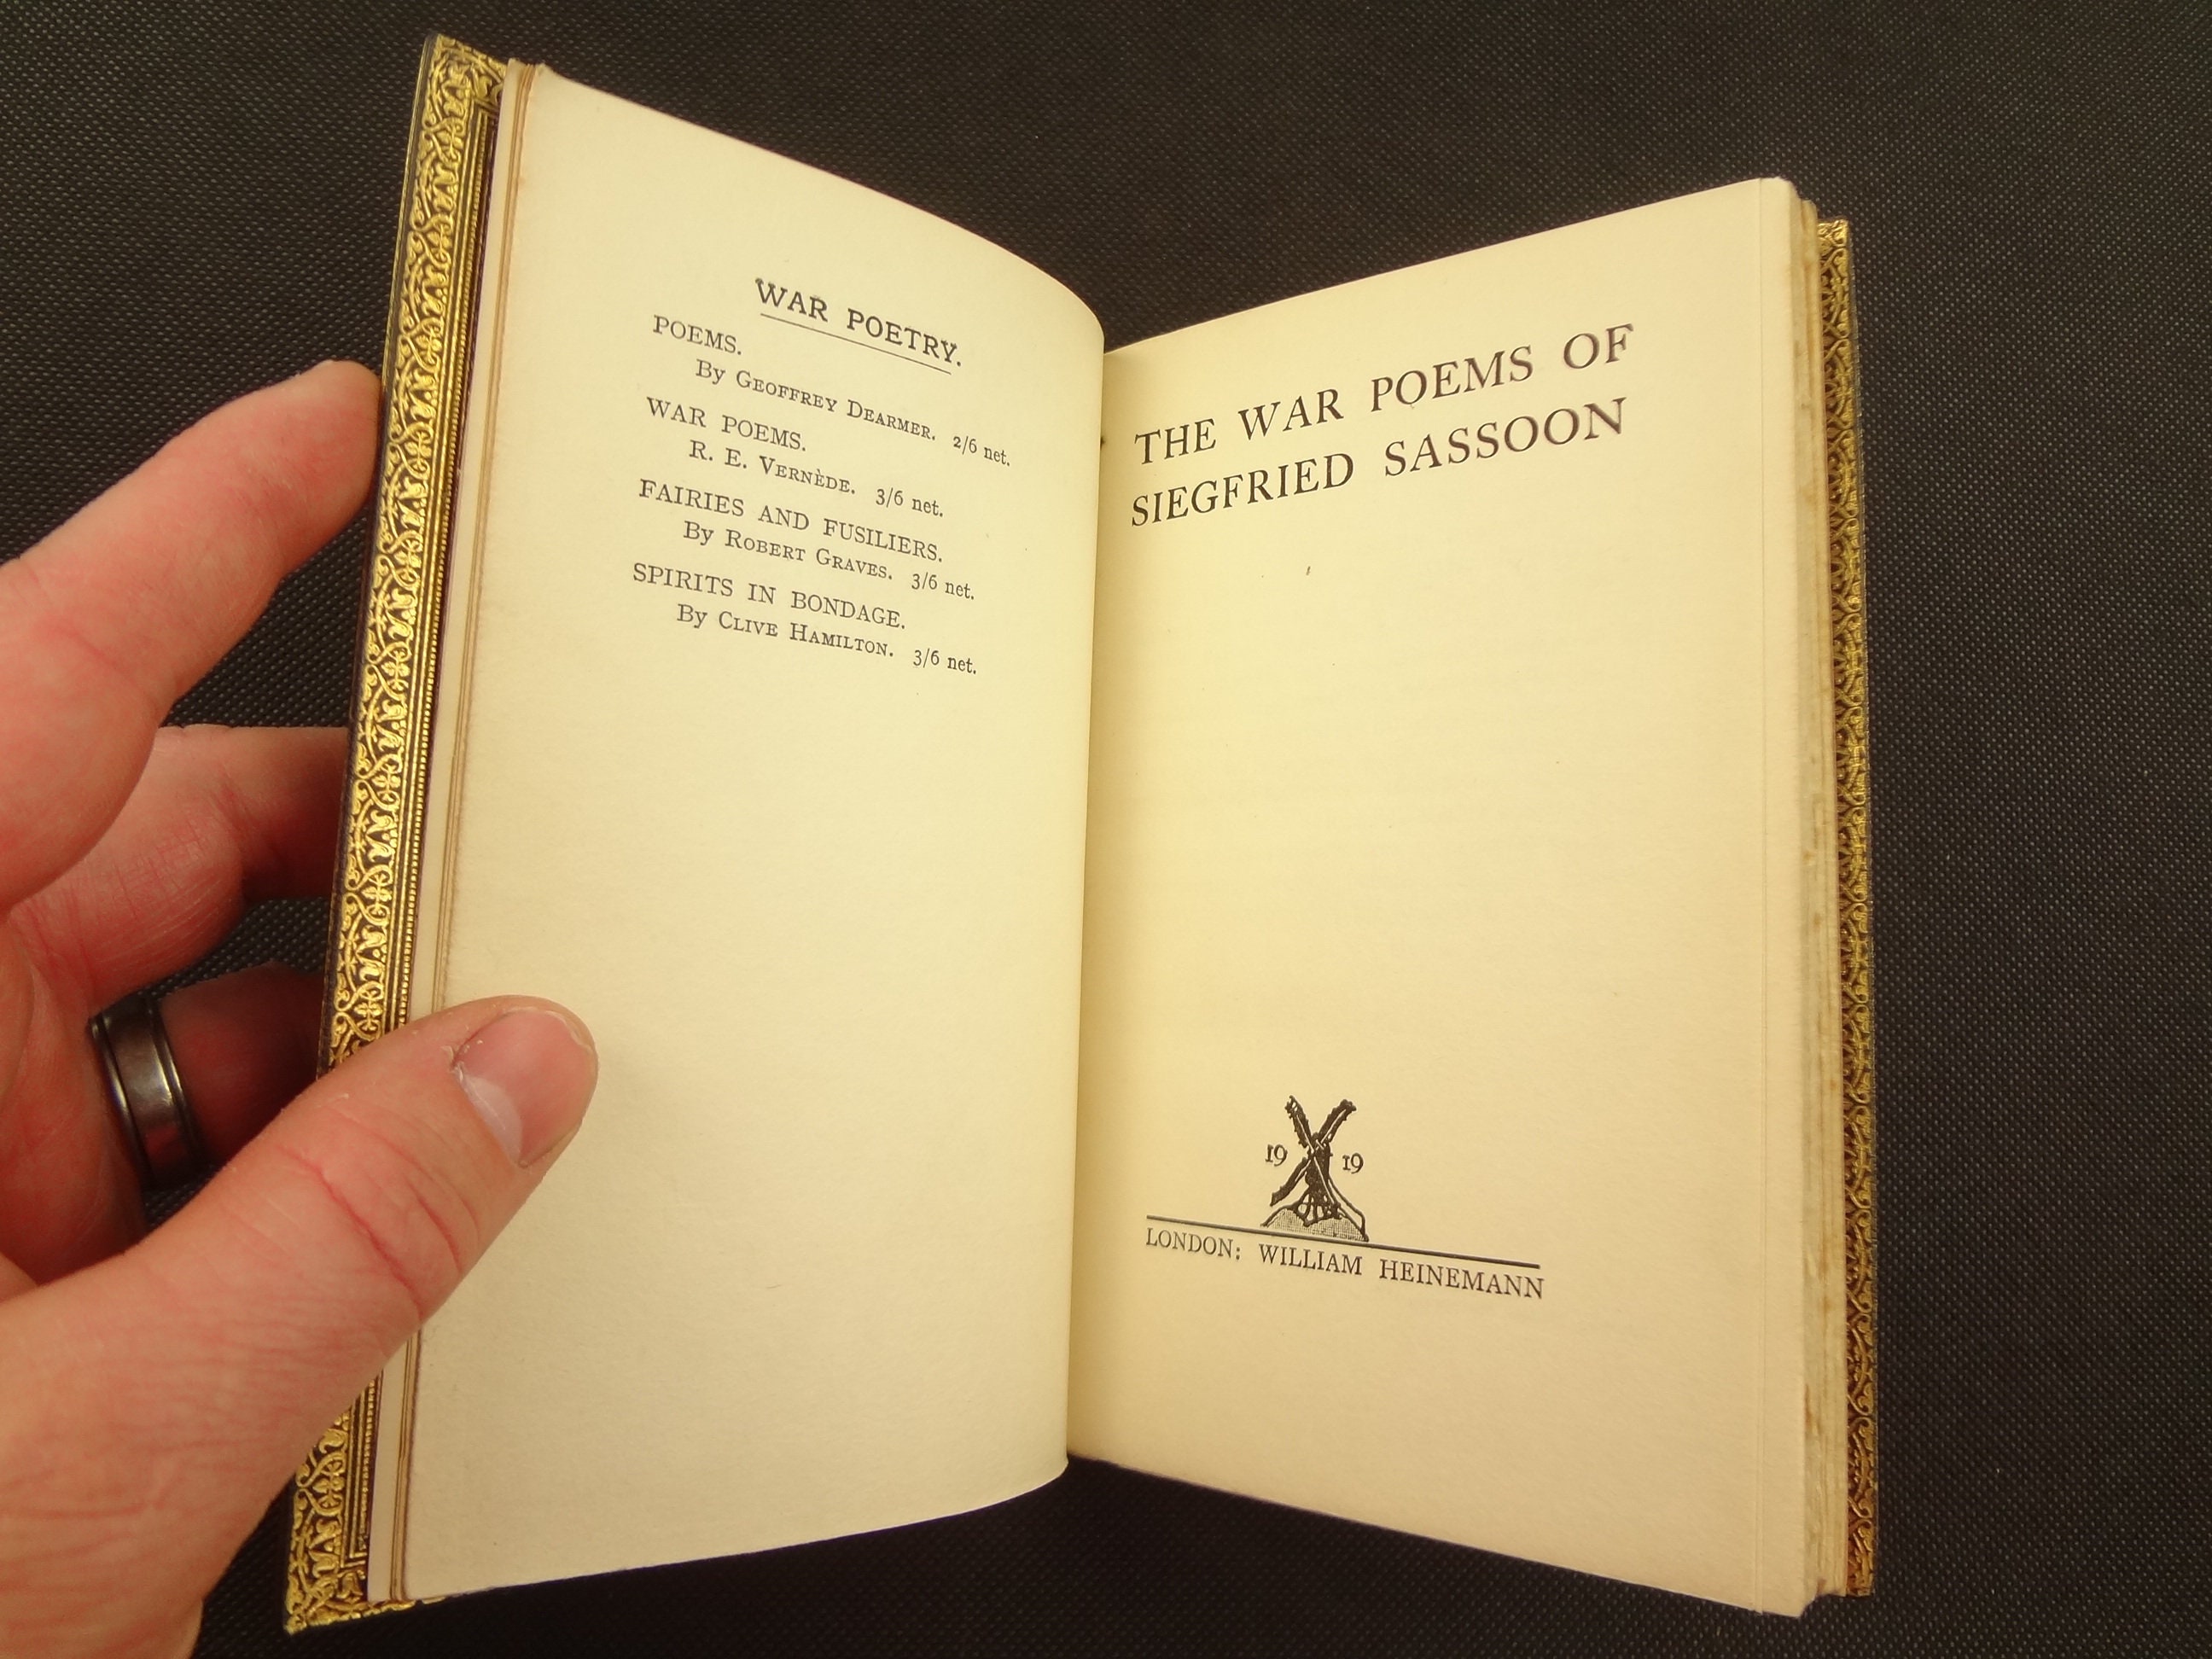 WAR POETRY.
POEMS.
By GEOFFREY DEARMER. 2/6 net.
WAR POEMS.
R. E. VERNÈDE. 3/6 net.
FAIRIES AND FUSILIERS.
By ROBERT GRAVES. 3/6 net.
SPIRITS IN BONDAGE.
By CLIVE HAMILTON. 3/6 net.
THE WAR POEMS OF
SIEGFRIED SASSOON
19 19
LONDON: WILLIAM HEINEMANN